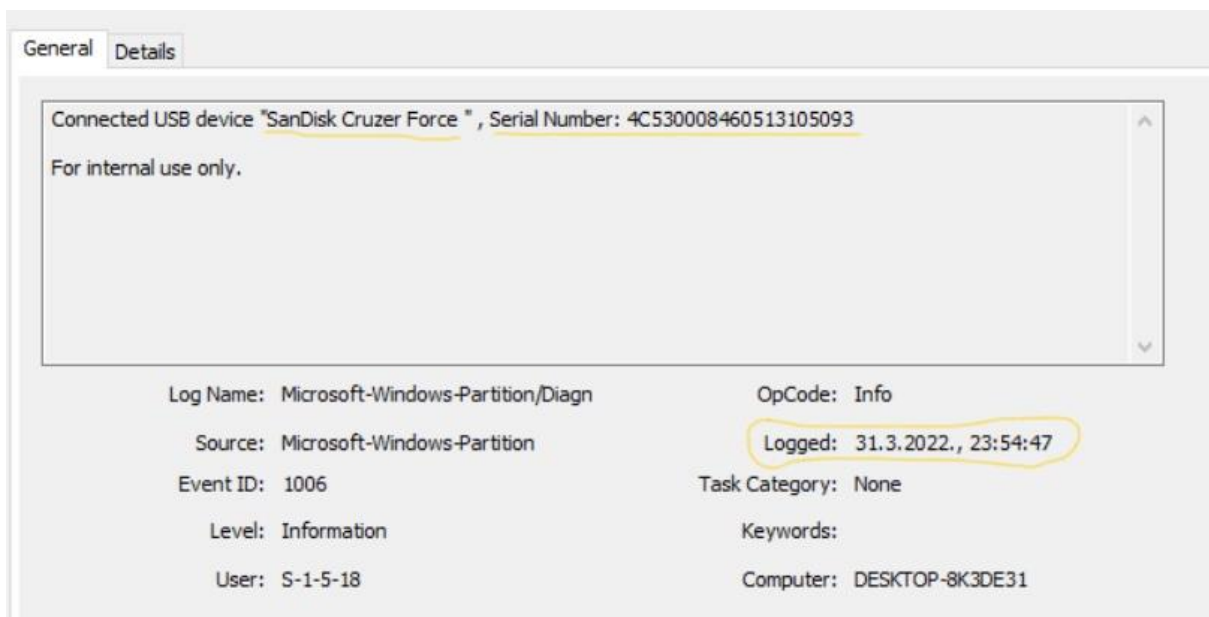 General Details
Connected USB device "SanDisk Cruzer Force " , Serial Number: 4C530008460513105093
For internal use only.
Log Name: Microsoft-Windows-Partition/Diagn OpCode: Info
Source: Microsoft-Windows-Partition Logged: 31.3.2022., 23:54:47
Event ID: 1006 Task Category: None
Level: Information Keywords:
User: S-1-5-18 Computer: DESKTOP-8K3DE31